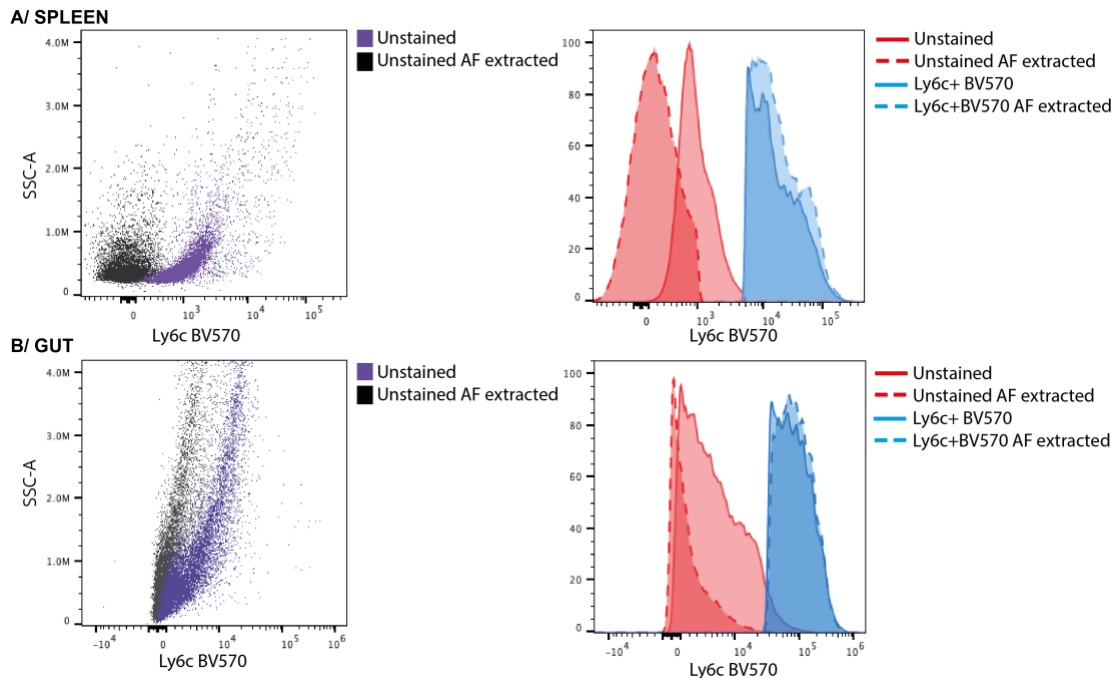 A/ SPLEEN
4.0M
3.0M
2.0M
1.0M
0
SSC-A
0 10³ 10⁴ 10⁵
Ly6c BV570
Unstained
Unstained AF extracted
100
80
60
40
20
0
0 10³ 10⁴ 10⁵
Ly6c BV570
Unstained
Unstained AF extracted
Ly6c+ BV570
Ly6c+BV570 AF extracted
B/ GUT
4.0M
3.0M
2.0M
1.0M
0
SSC-A
-10⁴ 0 10⁴ 10⁵ 10⁶
Ly6c BV570
Unstained
Unstained AF extracted
100
80
60
40
20
0
-10⁴ 0 10⁴ 10⁵ 10⁶
Ly6c BV570
Unstained
Unstained AF extracted
Ly6c+ BV570
Ly6c+BV570 AF extracted